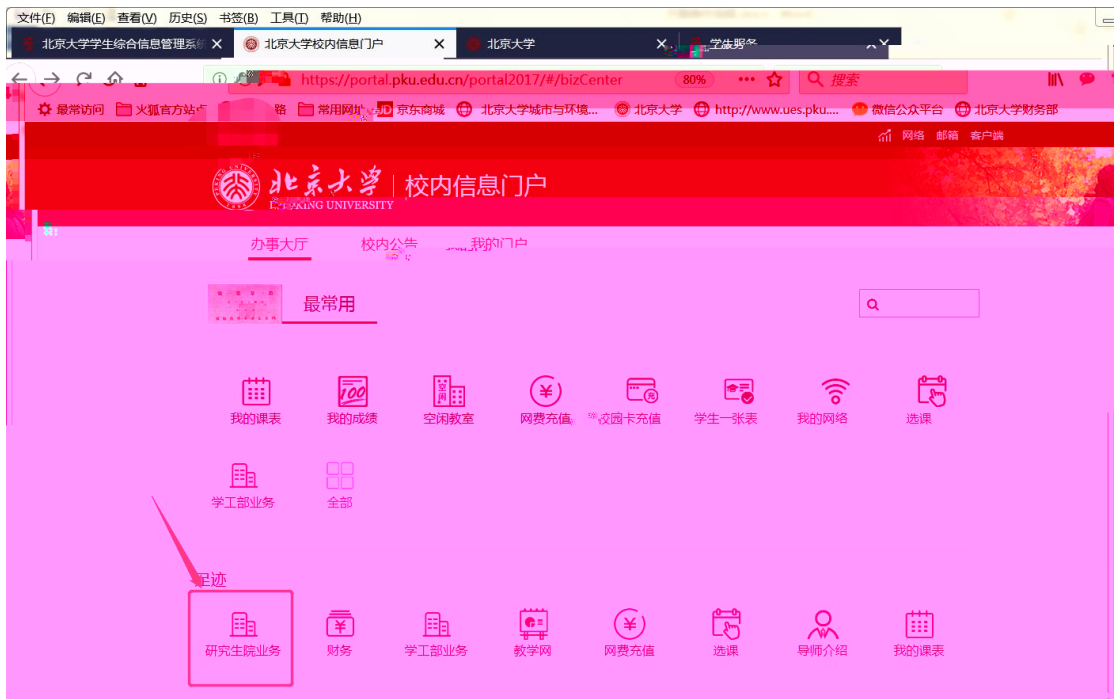 文件(F) 编辑(E) 查看(V) 历史(S) 书签(B) 工具(T) 帮助(H)
北京大学学生综合信息管理系统 北京大学校内信息门户 北京大学 学生服务
https://portal.pku.edu.cn/portal2017/#/bizCenter 80% 搜索
最常访问 火狐官方站点 路 常用网址 JD 京东商城 北京大学城市与环境... 北京大学 http://www.ues.pku.... 微信公众平台 北京大学财务部
网络 邮箱 客户端
北京大学 校内信息门户
PEKING UNIVERSITY
办事大厅 校内公告 我的门户
最常用
我的课表 我的成绩 空闲教室 网费充值 校园卡充值 学生一张表 我的网络 选课
学工部业务 全部
足迹
研究生院业务 财务 学工部业务 教学网 网费充值 选课 导师介绍 我的课表